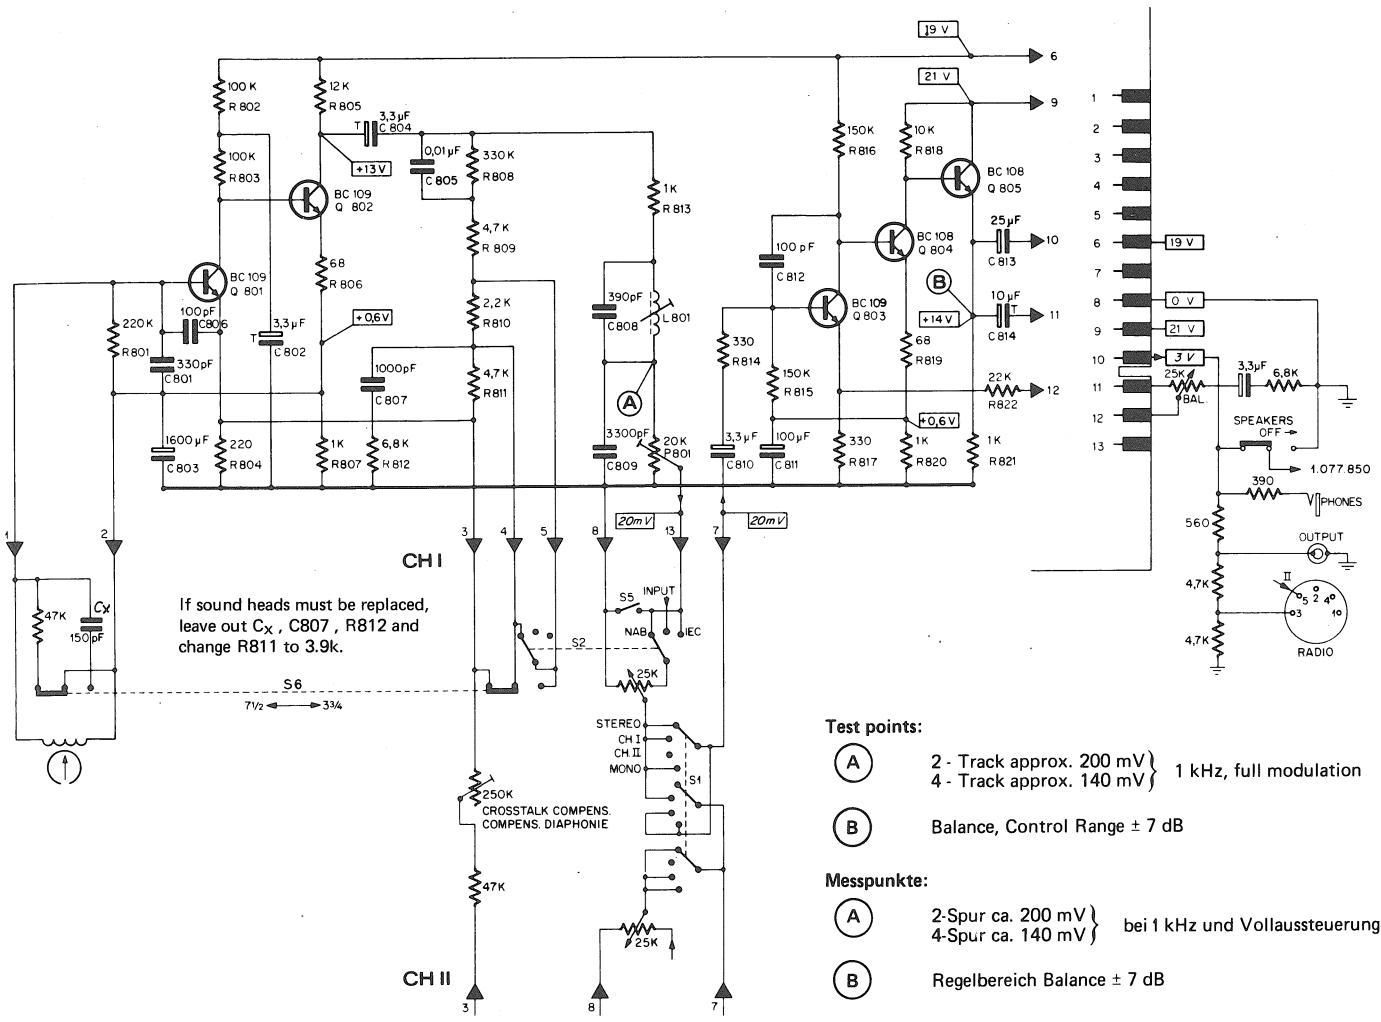 19 V
6
21 V
9
100 K
R 802
12 K
R 805
3,3 µF
C 804
T
0,01 µF
C 805
330 K
R 808
100K
R 803
+13 V
BC 109
Q 802
1K
R 813
4,7 K
R 809
150K
R 816
10 K
R 818
BC 108
Q 805
BC 108
Q 804
25 µF
C 813
10
100 pF
C 812
B
10 µF
T
C 814
11
+14 V
BC 109
Q 801
68
R 806
100 pF
C 806
220 K
R 801
330 pF
C 801
3,3 µF
T
C 802
+ 0,6 V
2,2 K
R 810
1000 pF
C 807
4,7 K
R 811
390 pF
C 808
L 801
A
BC 109
Q 803
330
R 814
150 K
R 815
68
R 819
22 K
R 822
12
+0,6 V
1600 µF
C 803
220
R 804
1 K
R 807
6,8 K
R 812
3300 pF
C 809
20 K
P 801
3,3 µF
C 810
100 µF
C 811
330
R 817
1 K
R 820
1 K
R 821
1
2
3
4
5
6
19 V
7
8
0 V
9
21 V
10
3 V
11
25K
BAL.
3,3 µF
6,8 K
12
13
SPEAKERS
OFF
1.077.850
390
PHONES
560
OUTPUT
4,7K
II
5
2
4
3
1
4,7K
RADIO
20mV
20mV
1
2
3
4
5
8
13
7
CH I
47K
Cx
150 pF
If sound heads must be replaced,
leave out Cx , C807 , R812 and
change R811 to 3.9k.
S6
7 1/2
3 3/4
S2
S5
INPUT
NAB
IEC
25K
STEREO
CH I
CH II
MONO
S1
250K
CROSSTALK COMPENS.
COMPENS. DIAPHONIE
47K
25K
CH II
3
8
7
Test points:
A
2 - Track approx. 200 mV
4 - Track approx. 140 mV
1 kHz, full modulation
B
Balance, Control Range ± 7 dB
Messpunkte:
A
2-Spur ca. 200 mV
4-Spur ca. 140 mV
bei 1 kHz und Vollaussteuerung
B
Regelbereich Balance ± 7 dB